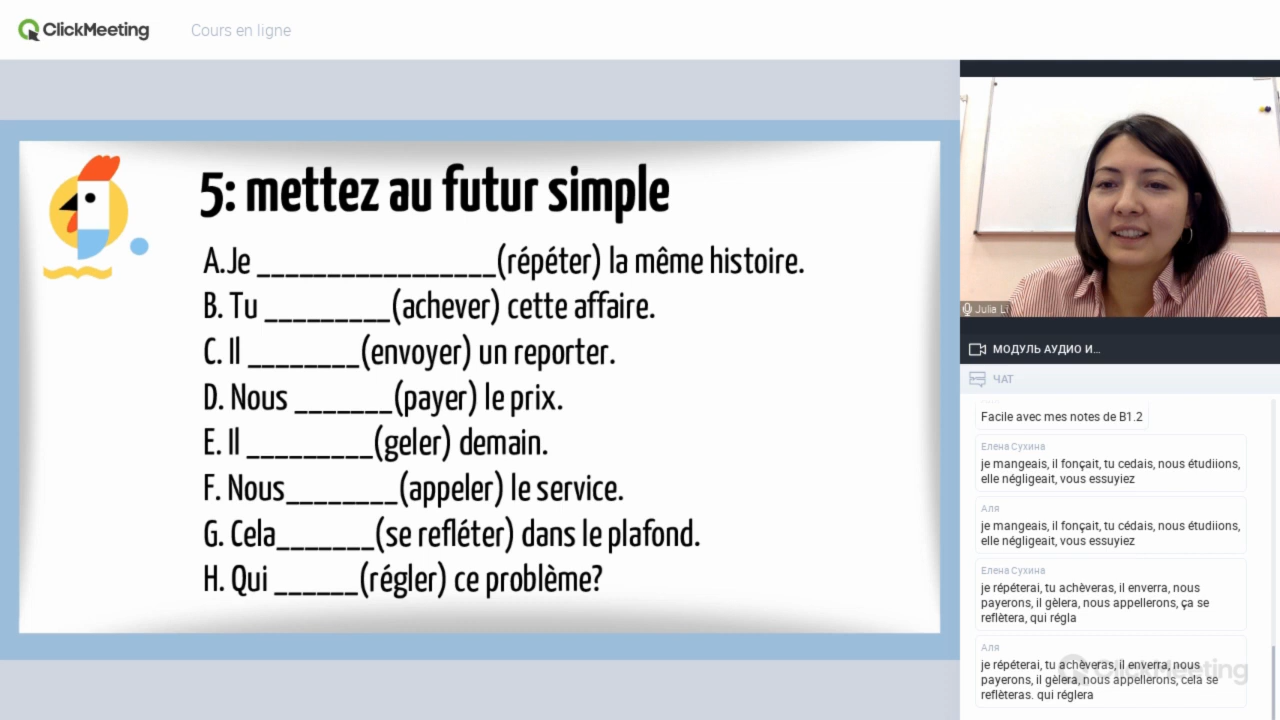 ClickMeeting Cours en ligne
5: mettez au futur simple
A.Je _________________(répéter) la même histoire.
B. Tu _________(achever) cette affaire.
C. Il ________(envoyer) un reporter.
D. Nous _______(payer) le prix.
E. Il _________(geler) demain.
F. Nous________(appeler) le service.
G. Cela_______(se refléter) dans le plafond.
H. Qui ______(régler) ce problème?
Julia
МОДУЛЬ АУДИО И...
ЧАТ
Facile avec mes notes de B1.2
Елена Сухина
je mangeais, il fonçait, tu cedais, nous étudiions,
elle négligeait, vous essuyiez
Аля
je mangeais, il fonçait, tu cédais, nous étudiions,
elle négligeait, vous essuyiez
Елена Сухина
je répéterai, tu achèveras, il enverra, nous
payerons, il gèlera, nous appellerons, ça se
reflètera, qui régla
Аля
je répéterai, tu achèveras, il enverra, nous
payerons, il gèlera, nous appellerons, cela se
reflèteras. qui réglera
ClickMeeting